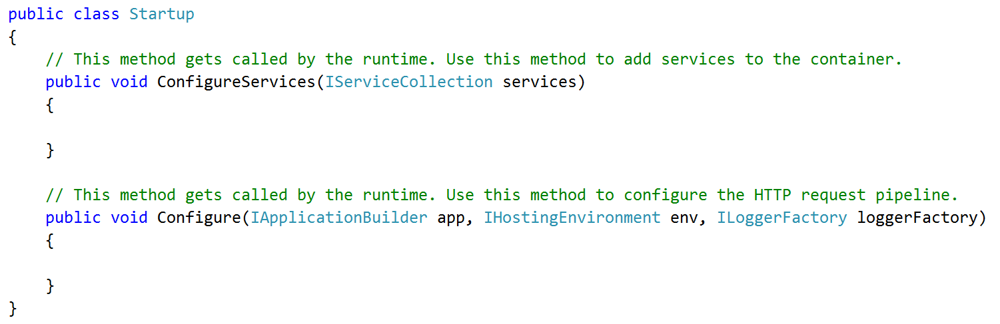 public class Startup
{
    // This method gets called by the runtime. Use this method to add services to the container.
    public void ConfigureServices(IServiceCollection services)
    {

    }

    // This method gets called by the runtime. Use this method to configure the HTTP request pipeline.
    public void Configure(IApplicationBuilder app, IHostingEnvironment env, ILoggerFactory loggerFactory)
    {

    }
}